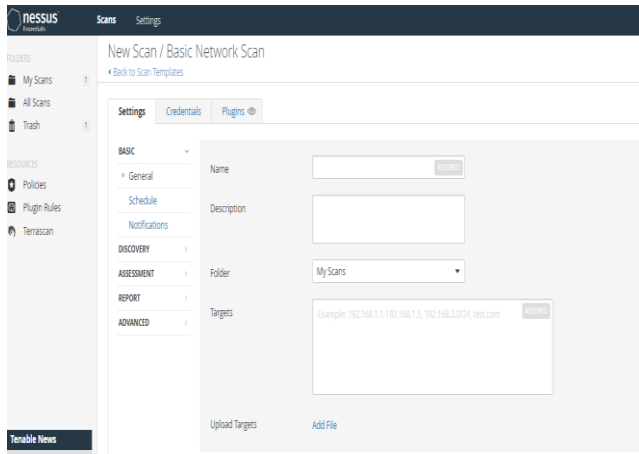 nessus
Essentials
Scans
Settings
FOLDERS
My Scans
1
All Scans
Trash
1
RESOURCES
Policies
Plugin Rules
Terrascan
Tenable News
New Scan / Basic Network Scan
Back to Scan Templates
Settings
Credentials
Plugins
BASIC
General
Schedule
Notifications
DISCOVERY
ASSESSMENT
REPORT
ADVANCED
Name
REQUIRED
Description
Folder
My Scans
Targets
Example: 192.168.1.1-192.168.1.5, 192.168.2.0/24, test.com
REQUIRED
Upload Targets
Add File